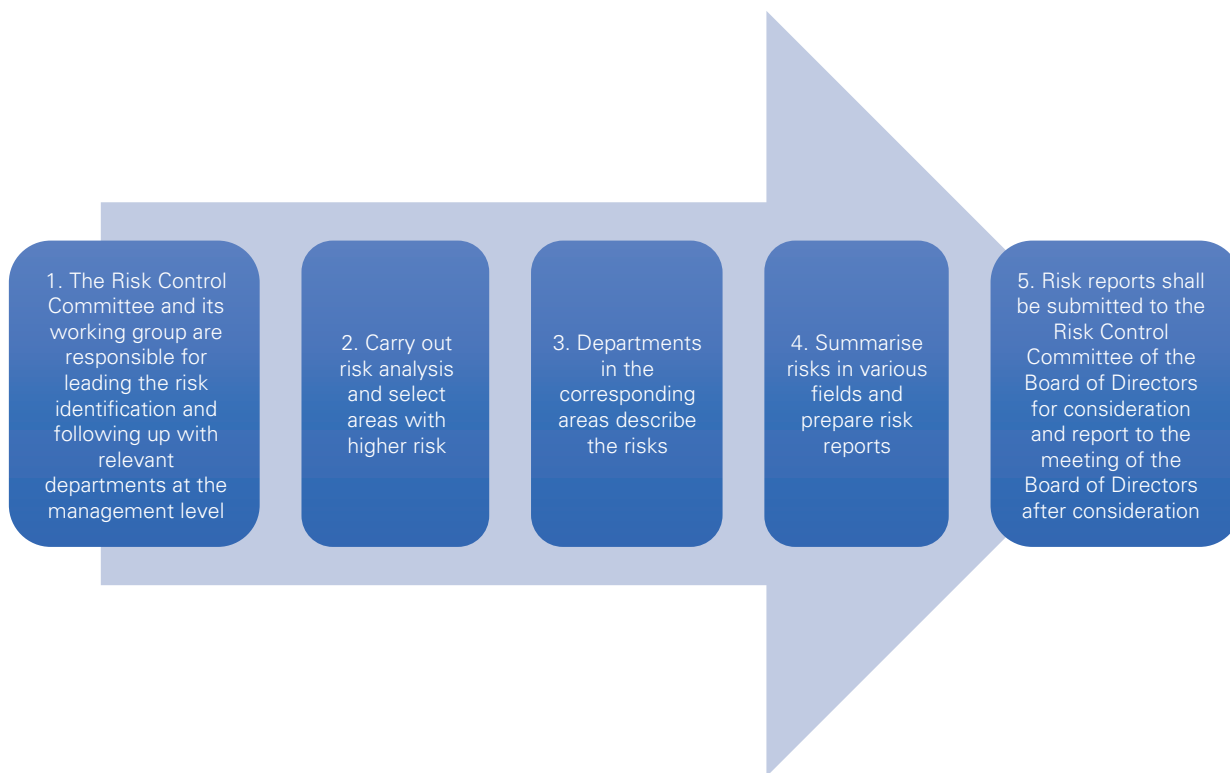 1. The Risk Control
Committee and its
working group are
responsible for
leading the risk
identification and
following up with
relevant
departments at the
management level
2. Carry out
risk analysis
and select
areas with
higher risk
3. Departments
in the
corresponding
areas describe
the risks
4. Summarise
risks in various
fields and
prepare risk
reports
5. Risk reports shall
be submitted to the
Risk Control
Committee of the
Board of Directors
for consideration
and report to the
meeting of the
Board of Directors
after consideration